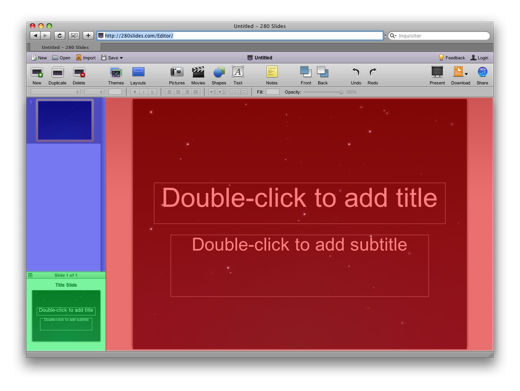 Untitled – 280 Slides
http://280slides.com/Editor/
Inquisitor
Untitled – 280 Slides
New Open Import Save Untitled Feedback Login
New Duplicate Delete Themes Layouts Pictures Movies Shapes Text Notes Front Back Undo Redo Present Download Share
Fill: Opacity: 100%
1
Double-click to add title
Double-click to add subtitle
Slide 1 of 1
Title Slide
Double-click to add title
Double-click to add subtitle